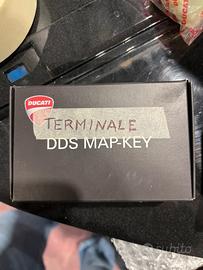 DUCATI
TERMINALE
DDS MAP-KEY
subito